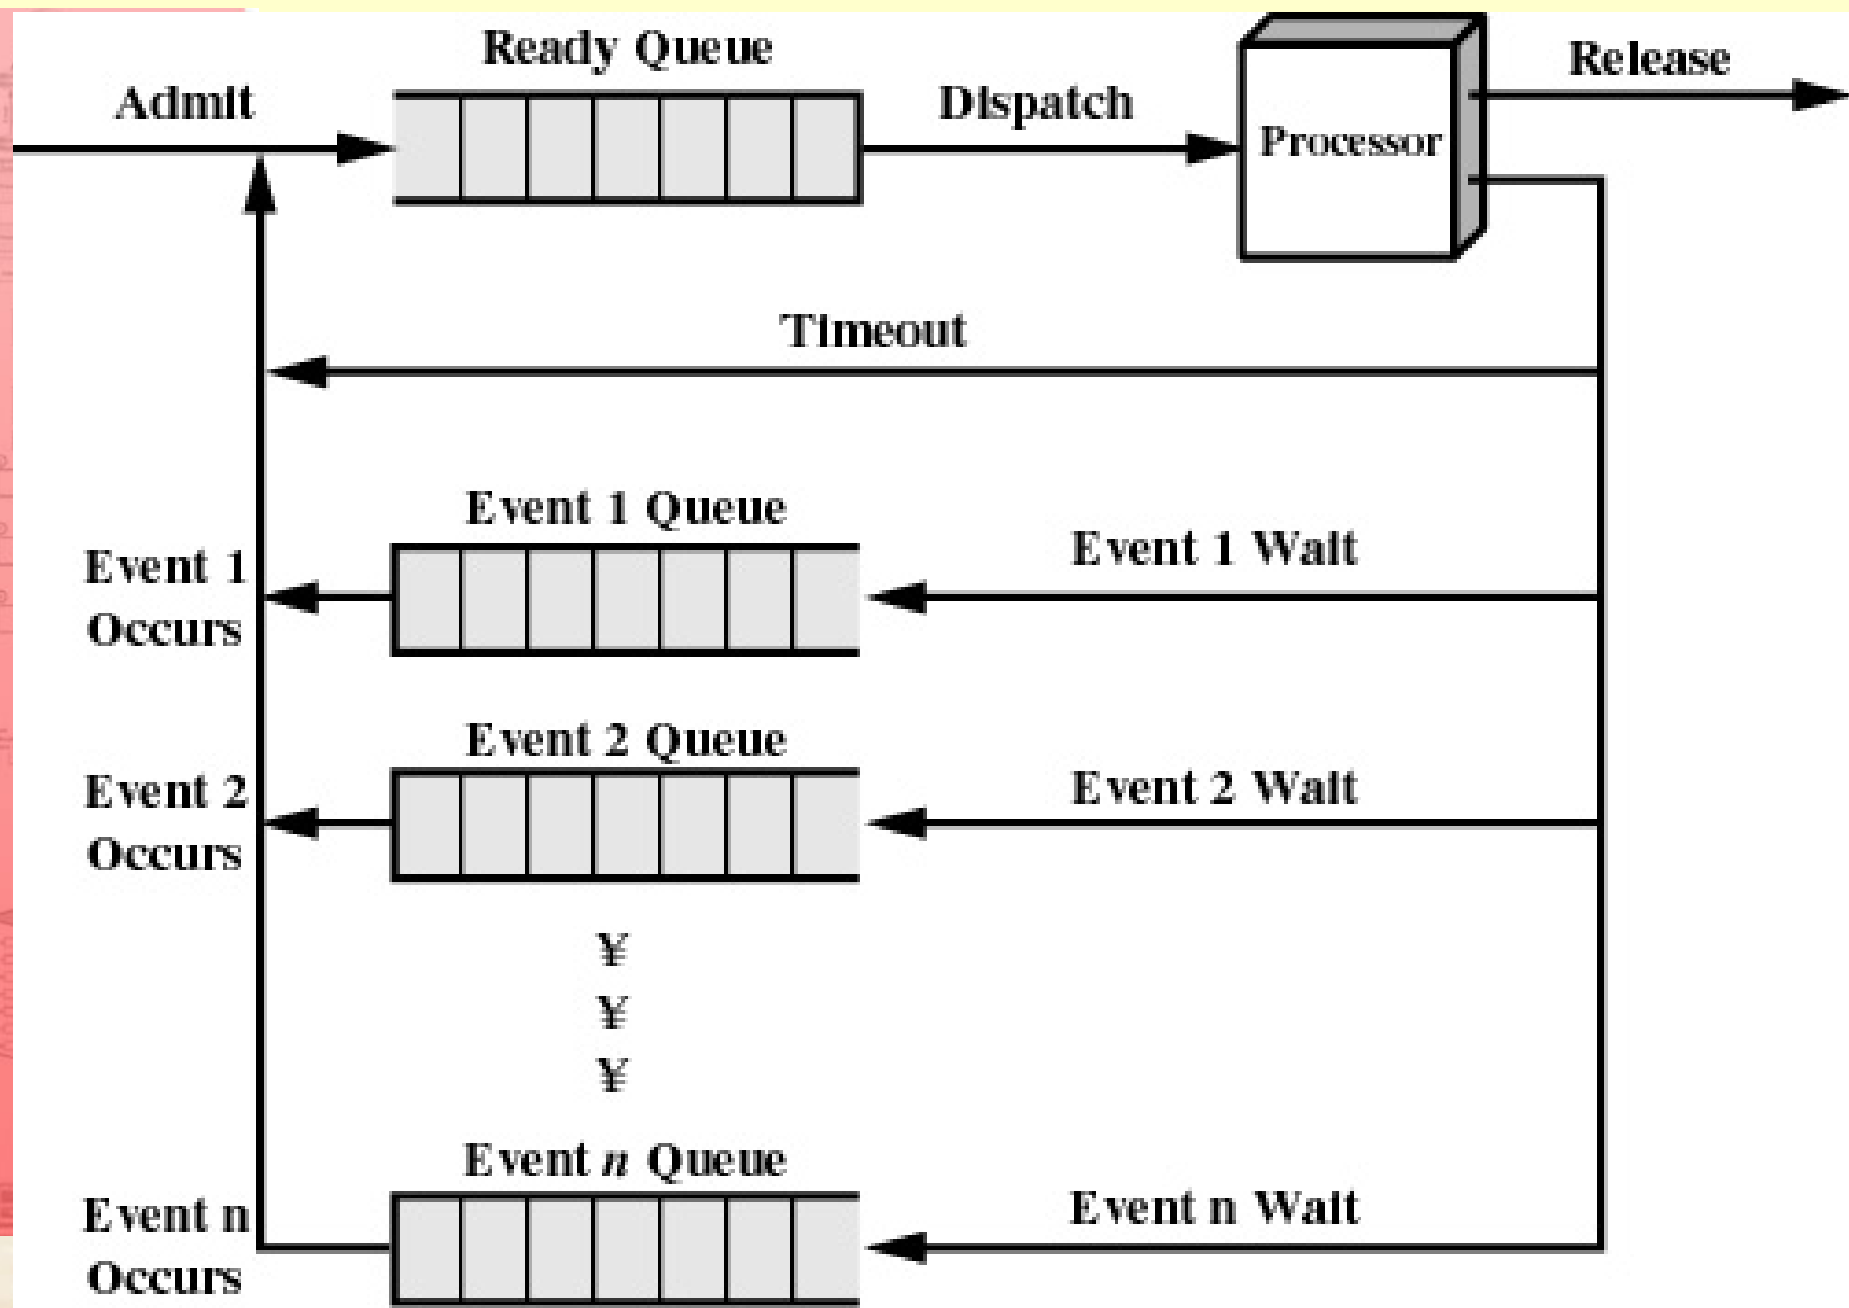 Ready Queue
Release
Admit
Dispatch
Processor
Timeout
Event 1 Queue
Event 1 Wait
Event 1
Occurs
Event 2 Queue
Event 2 Wait
Event 2
Occurs
¥
¥
¥
Event n Queue
Event n Wait
Event n
Occurs